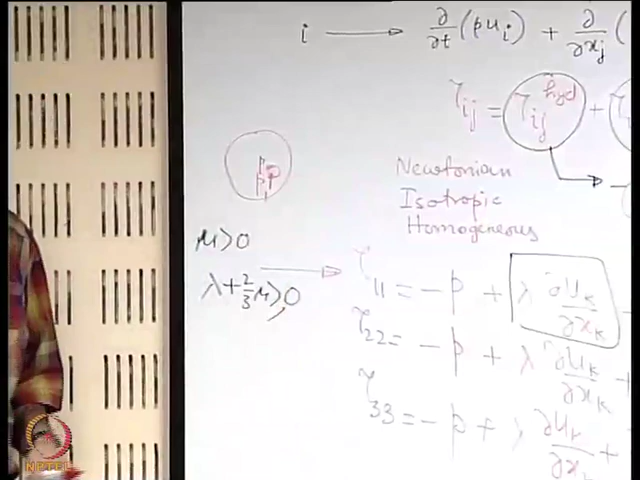 i ⟶ ∂/∂t (ρu_i) + ∂/∂x_j (
τ_ij = τ_ij^hyd +
p
Newtonian
Isotropic
Homogeneous
μ>0
λ+2/3μ≥0
τ_11 = -p + λ ∂u_k/∂x_k
τ_22 = -p + λ ∂u_k/∂x_k +
τ_33 = -p + λ ∂u_k/∂x_k +
NPTEL